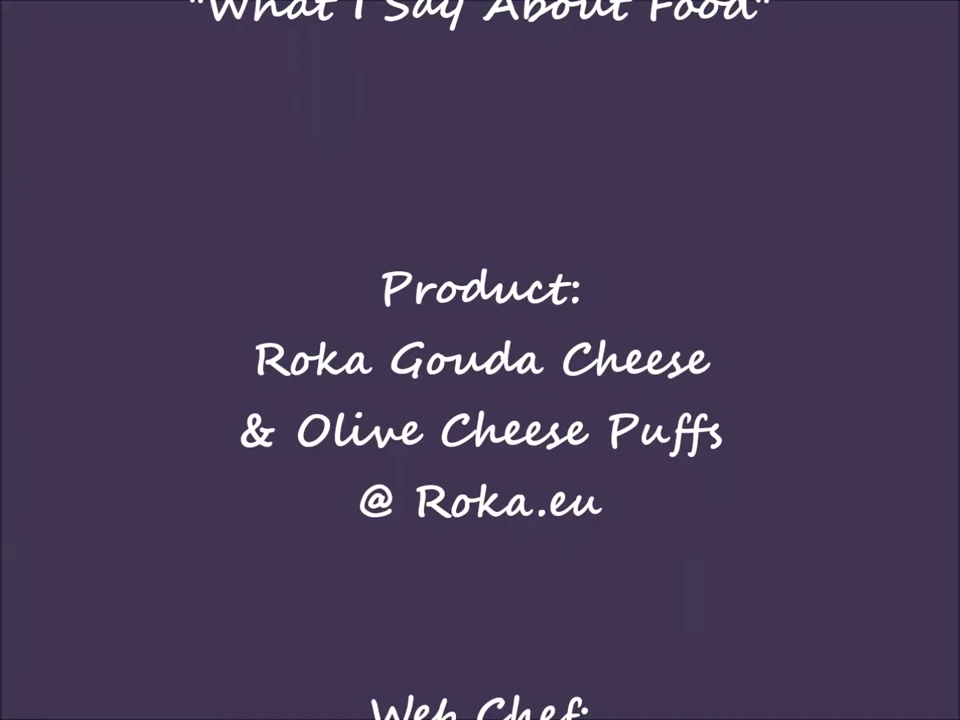 "What I Say About Food"
Product:
Roka Gouda Cheese
& Olive Cheese Puffs
@ Roka.eu
Web Chef: